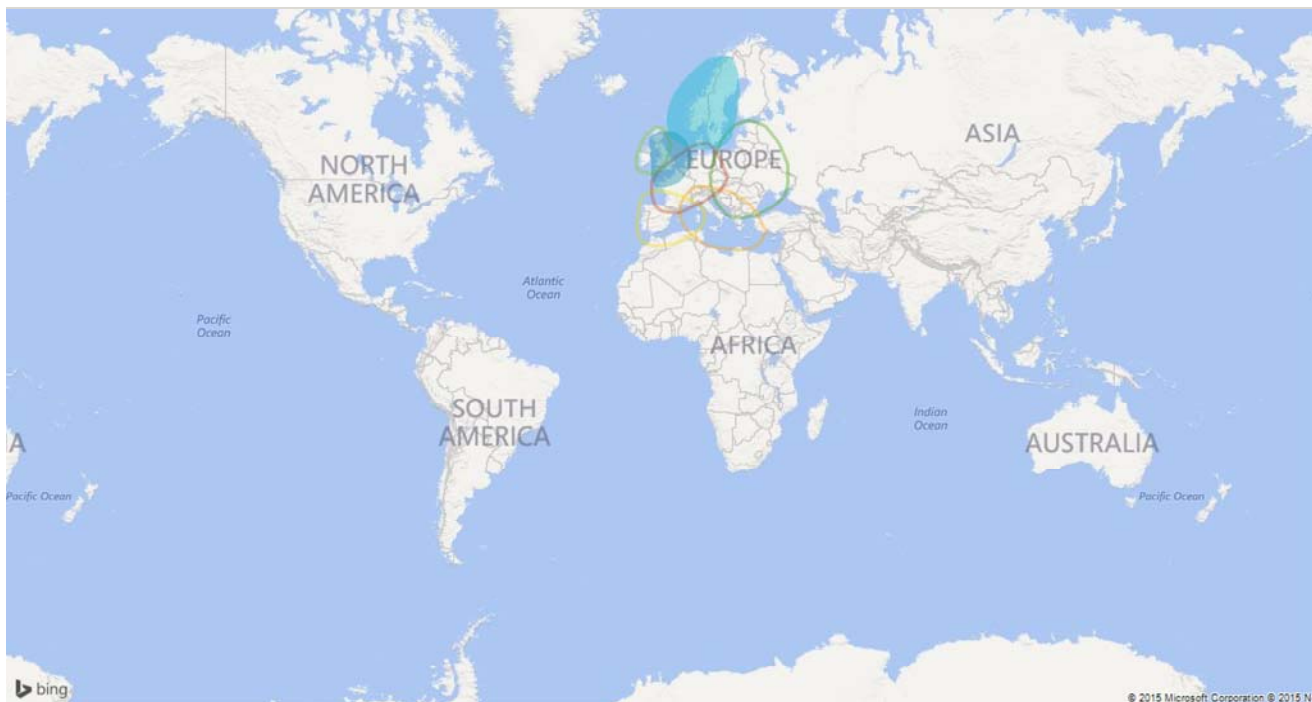 ASIA
NORTH
AMERICA
EUROPE
Atlantic
Ocean
Pacific
Ocean
AFRICA
SOUTH
AMERICA
Indian
Ocean
AUSTRALIA
A
Pacific Ocean
Pacific Ocean
bing
© 2015 Microsoft Corporation © 2015 N